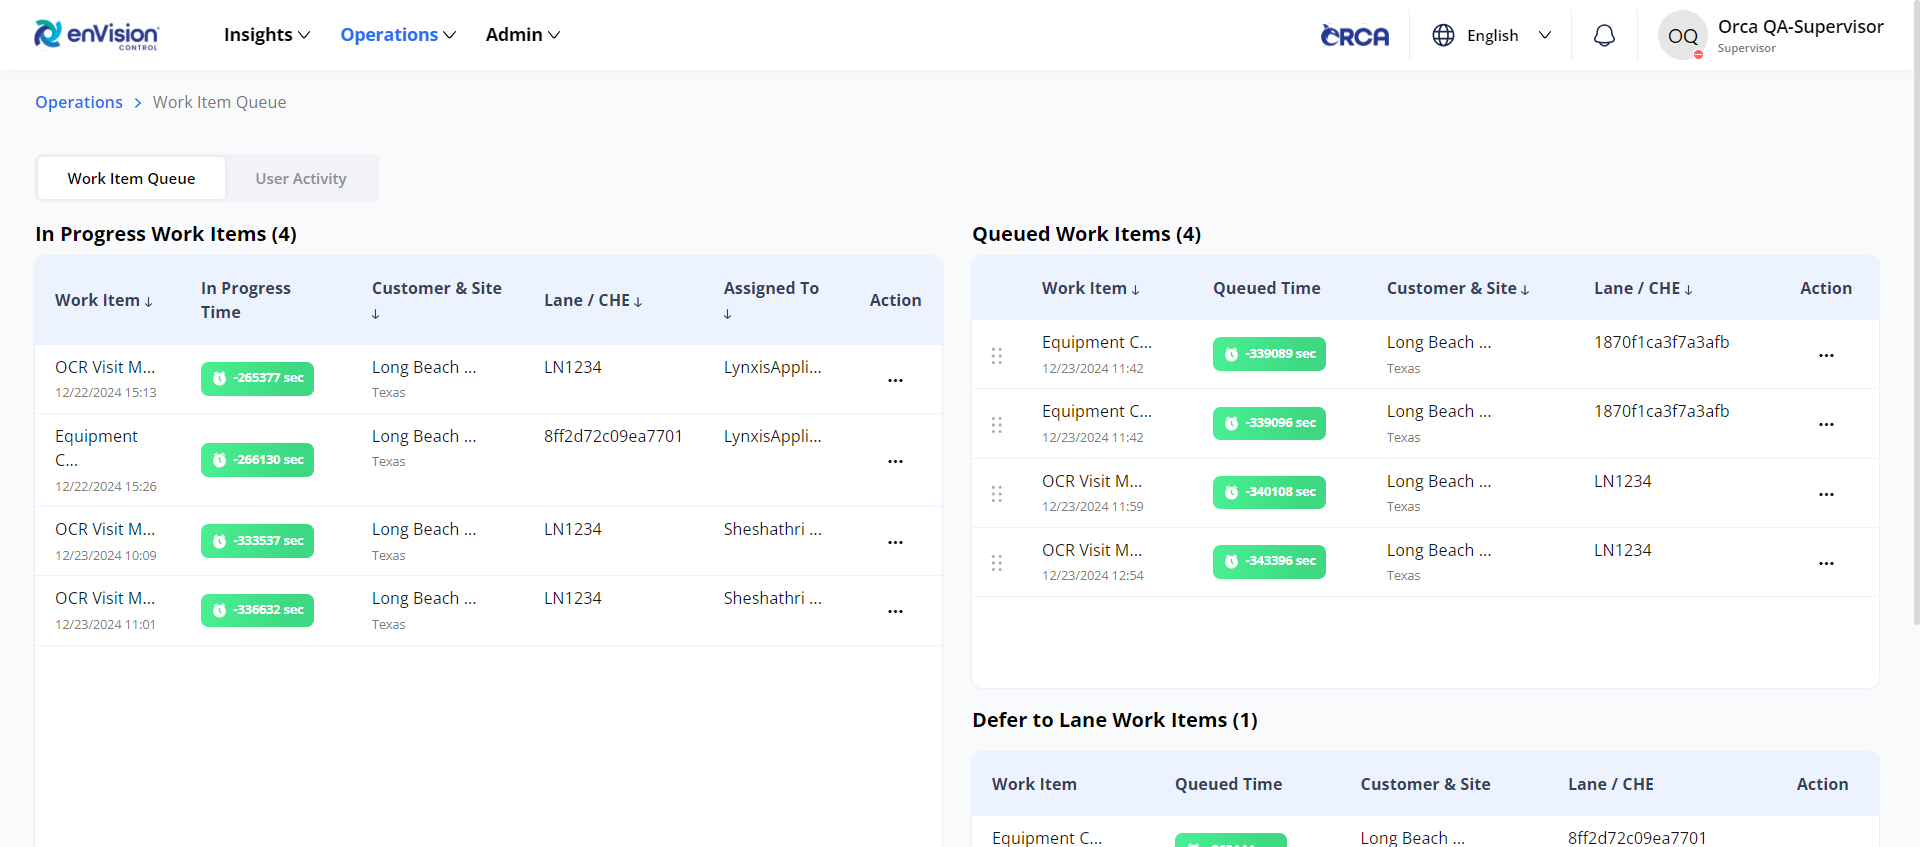 enVision
CONTROL
Insights
Operations
Admin
ORCA
English
OQ
Orca QA-Supervisor
Supervisor
Operations > Work Item Queue
Work Item Queue
User Activity
In Progress Work Items (4)
Work Item ↓
In Progress
Time
Customer & Site
↓
Lane / CHE ↓
Assigned To
↓
Action
OCR Visit M...
12/22/2024 15:13
-265377 sec
Long Beach ...
Texas
LN1234
LynxisAppli...
...
Equipment
C...
12/22/2024 15:26
-266130 sec
Long Beach ...
Texas
8ff2d72c09ea7701
LynxisAppli...
...
OCR Visit M...
12/23/2024 10:09
-333537 sec
Long Beach ...
Texas
LN1234
Sheshathri ...
...
OCR Visit M...
12/23/2024 11:01
-336632 sec
Long Beach ...
Texas
LN1234
Sheshathri ...
...
Queued Work Items (4)
Work Item ↓
Queued Time
Customer & Site ↓
Lane / CHE ↓
Action
Equipment C...
12/23/2024 11:42
-339089 sec
Long Beach ...
Texas
1870f1ca3f7a3afb
...
Equipment C...
12/23/2024 11:42
-339096 sec
Long Beach ...
Texas
1870f1ca3f7a3afb
...
OCR Visit M...
12/23/2024 11:59
-340108 sec
Long Beach ...
Texas
LN1234
...
OCR Visit M...
12/23/2024 12:54
-343396 sec
Long Beach ...
Texas
LN1234
...
Defer to Lane Work Items (1)
Work Item
Queued Time
Customer & Site
Lane / CHE
Action
Equipment C...
Long Beach ...
8ff2d72c09ea7701